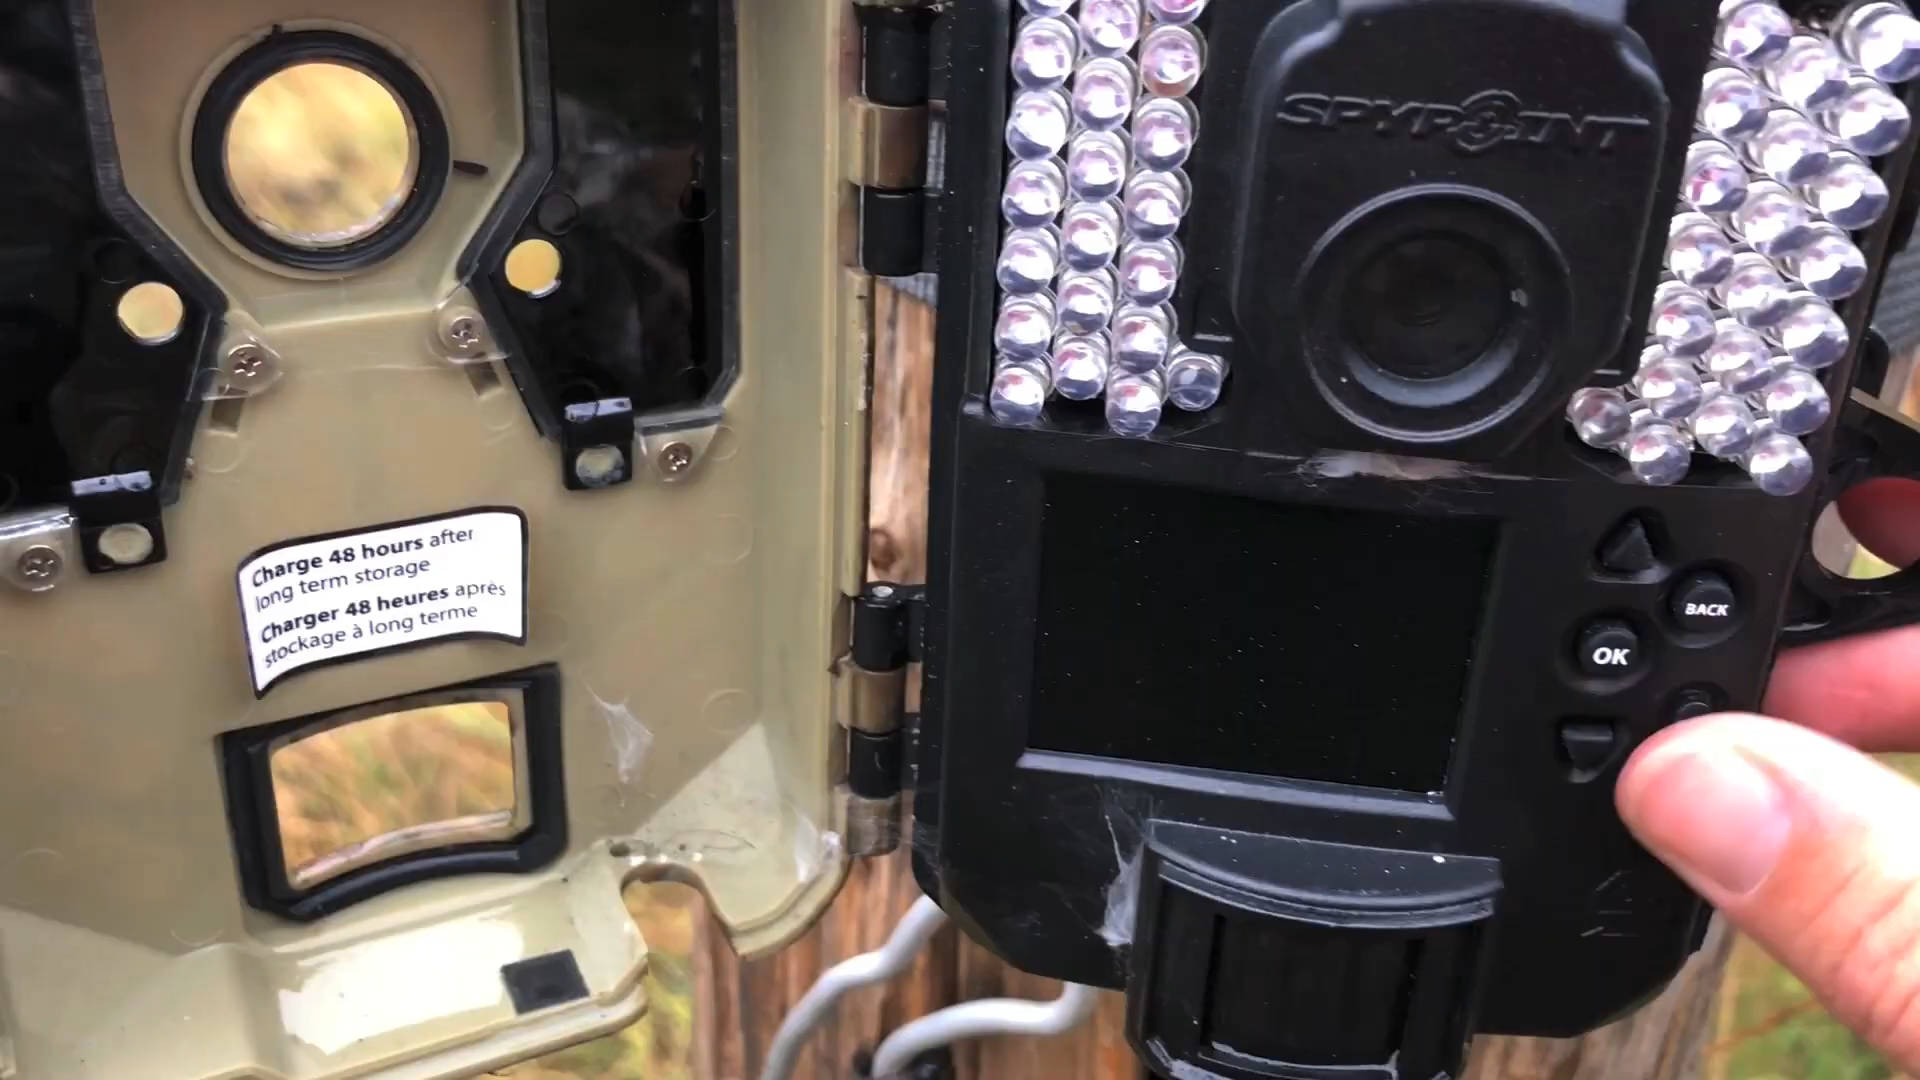 SPYPOINT
Charge 48 hours after
long term storage
Charger 48 heures après
stockage à long terme
BACK
OK